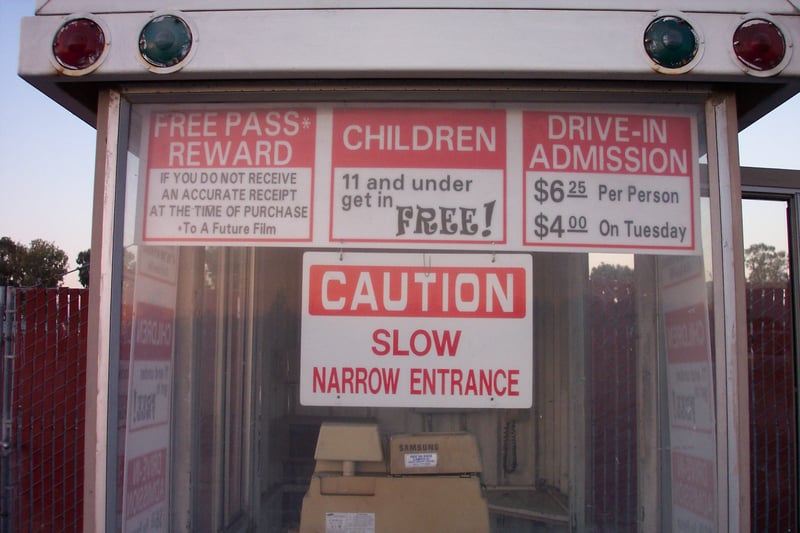 FREE PASS*
REWARD
IF YOU DO NOT RECEIVE
AN ACCURATE RECEIPT
AT THE TIME OF PURCHASE
*To A Future Film
CHILDREN
11 and under
get in FREE!
DRIVE-IN
ADMISSION
$6 25 Per Person
$4 00 On Tuesday
CAUTION
SLOW
NARROW ENTRANCE
SAMSUNG